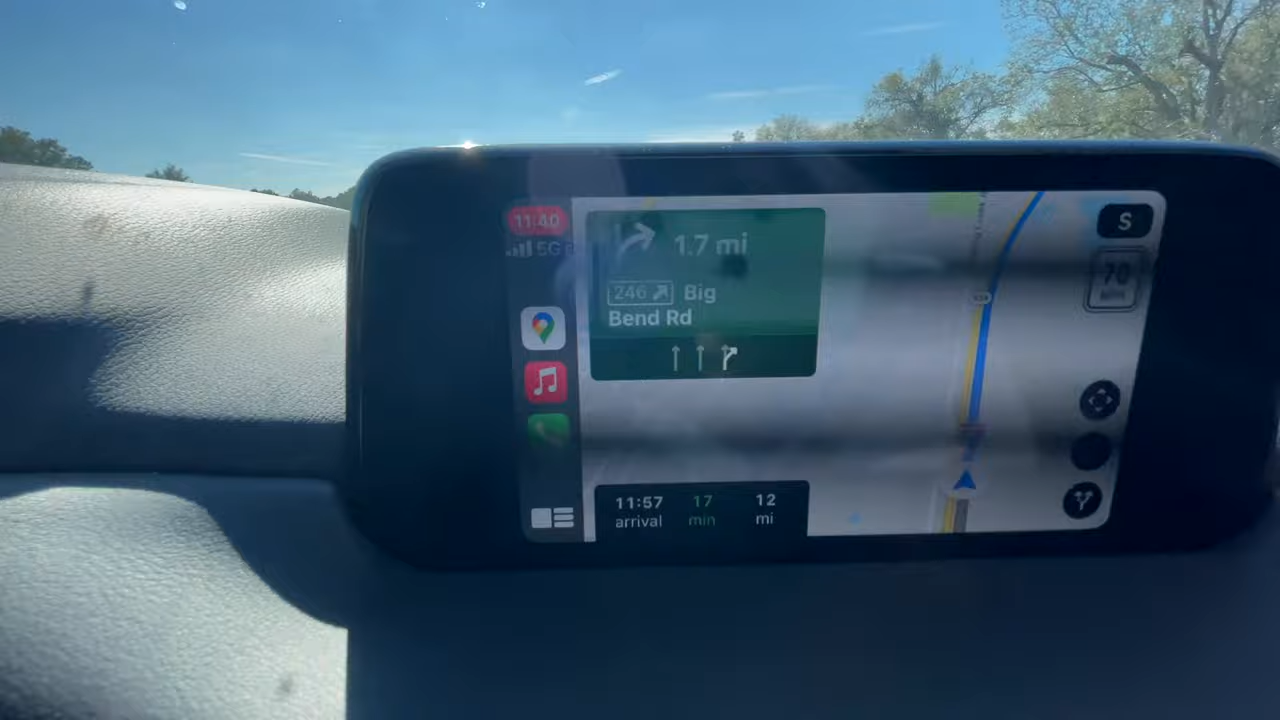 11:40
5G
1.7 mi
246 Big
Bend Rd
S
70
11:57 17 12
arrival min mi